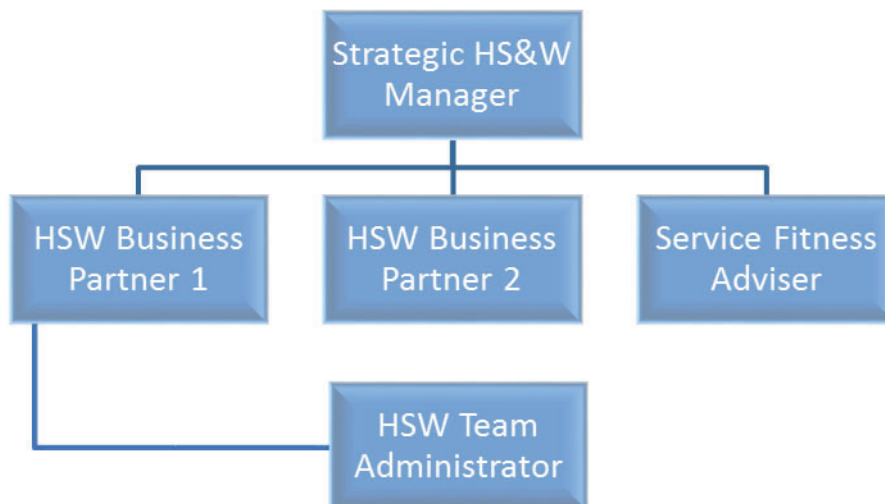 Strategic HS&W
Manager
HSW Business
Partner 1
HSW Business
Partner 2
Service Fitness
Adviser
HSW Team
Administrator